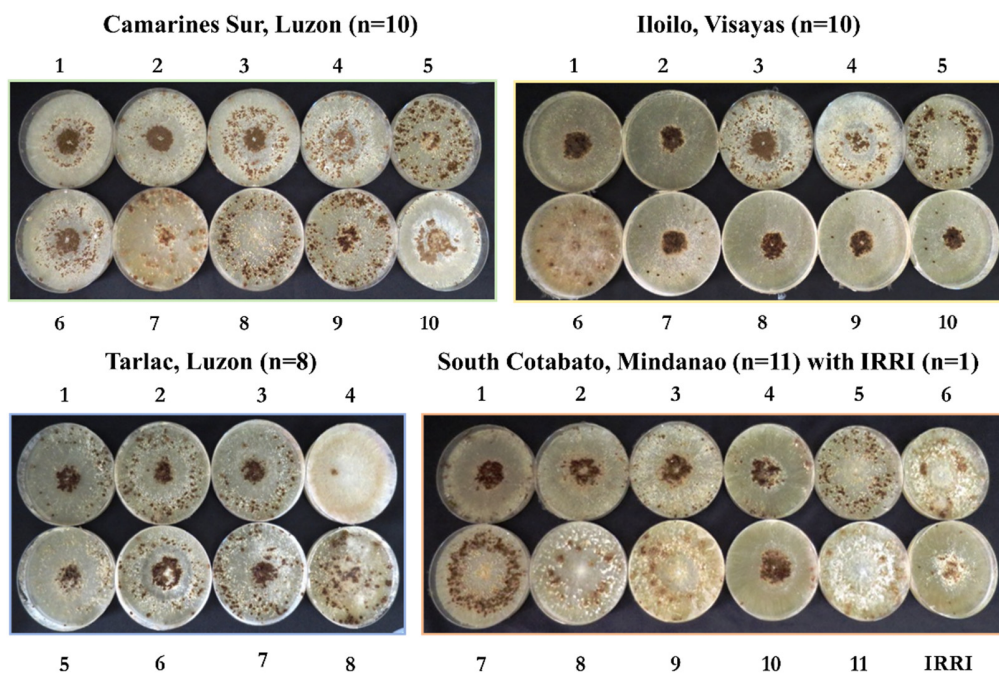 Camarines Sur, Luzon (n=10)
1 2 3 4 5
6 7 8 9 10
Iloilo, Visayas (n=10)
1 2 3 4 5
6 7 8 9 10
Tarlac, Luzon (n=8)
1 2 3 4
5 6 7 8
South Cotabato, Mindanao (n=11) with IRRI (n=1)
1 2 3 4 5 6
7 8 9 10 11 IRRI